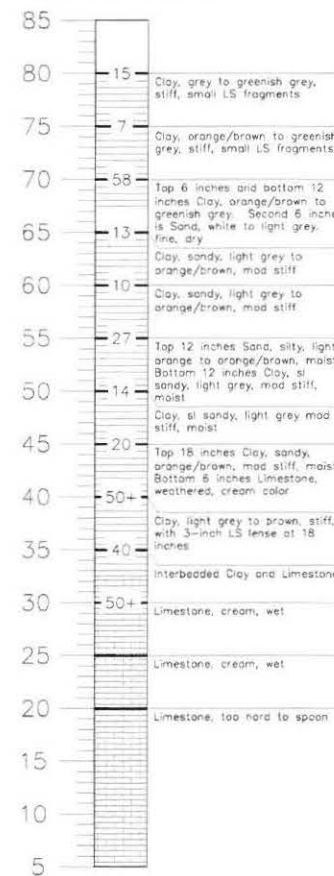 85
80 15
Clay, grey to greenish grey,
stiff, small LS fragments
75 7
Clay, orange/brown to greenish
grey, stiff, small LS fragments
70 58
Top 6 inches and bottom 12
inches Clay, orange/brown to
greenish grey. Second 6 inche
is Sand, white to light grey,
fine, dry
65 13
Clay, sandy, light grey to
orange/brown, mod stiff
60 10
Clay, sandy, light grey to
orange/brown, mod stiff
55 27
Top 12 inches Sand, silty, light
orange to orange/brown, moist
Bottom 12 inches Clay, sl
sandy, light grey, mod stiff,
moist
50 14
Clay, sl sandy, light grey mod
stiff, moist
45 20
Top 18 inches Clay, sandy,
orange/brown, mod stiff, moist
Bottom 6 inches Limestone,
weathered, cream color
40 50+
Clay, light grey to brown, stiff,
with 3-inch LS lense at 18
inches
35 40
Interbedded Clay and Limestone
30 50+
Limestone, cream, wet
25
Limestone, cream, wet
20
Limestone, too hard to spoon
15
10
5